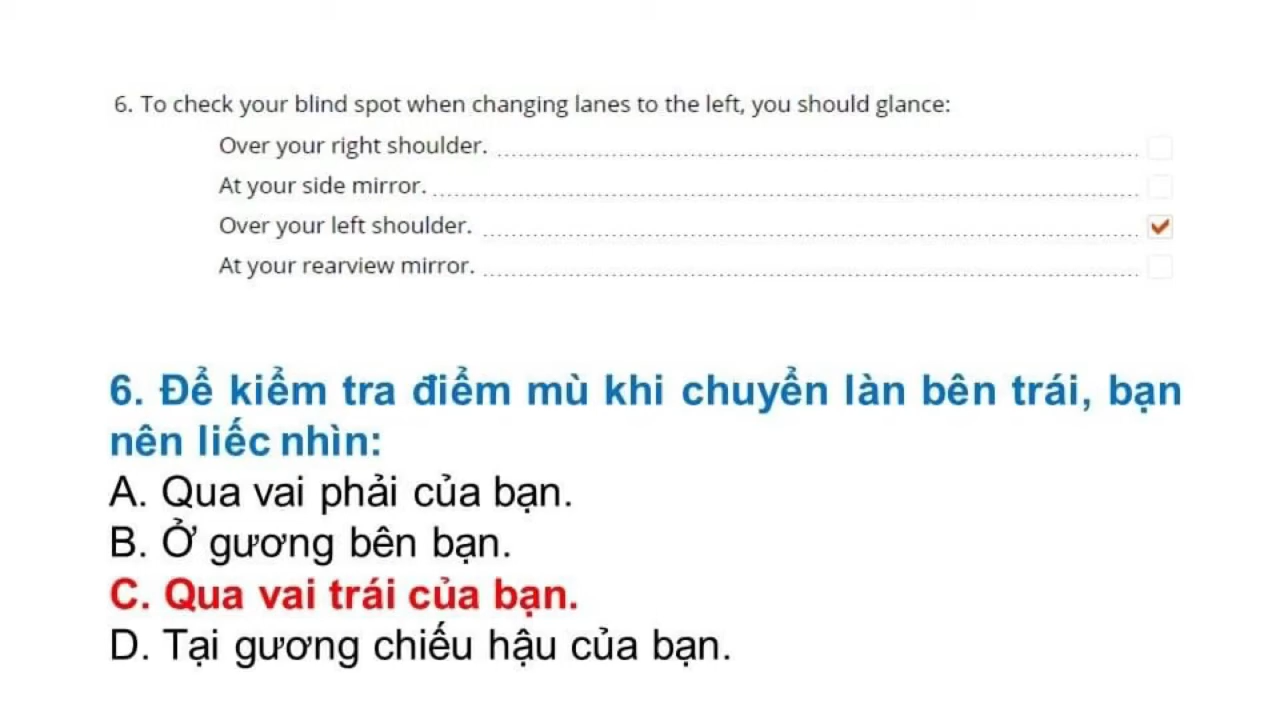 6. To check your blind spot when changing lanes to the left, you should glance:
Over your right shoulder.
At your side mirror.
Over your left shoulder.
At your rearview mirror.
6. Để kiểm tra điểm mù khi chuyển làn bên trái, bạn
nên liếc nhìn:
A. Qua vai phải của bạn.
B. Ở gương bên bạn.
C. Qua vai trái của bạn.
D. Tại gương chiếu hậu của bạn.